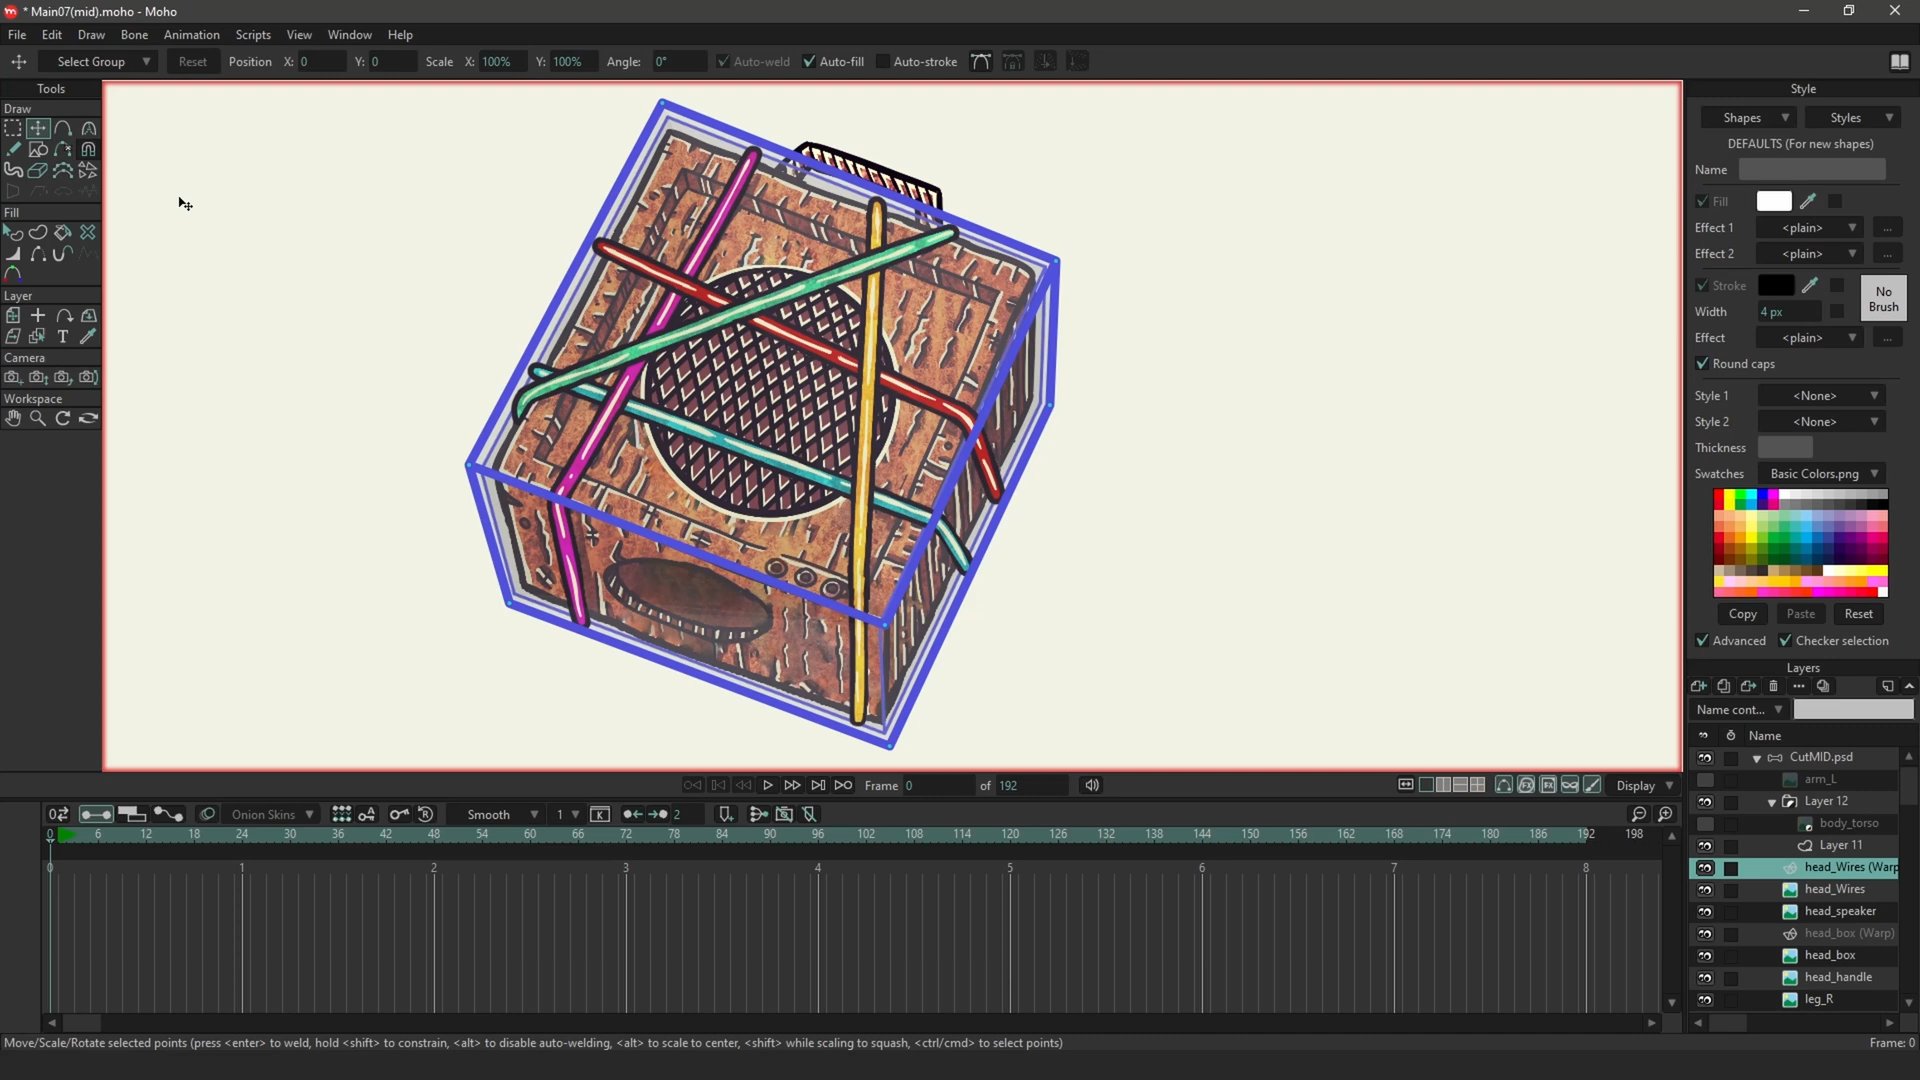 * Main07(mid).moho - Moho
File Edit Draw Bone Animation Scripts View Window Help
Select Group Reset Position X: 0 Y: 0 Scale X: 100% Y: 100% Angle: 0° Auto-weld Auto-fill Auto-stroke
Tools
Draw
Fill
Layer
Camera
Workspace
Style
Shapes Styles
DEFAULTS (For new shapes)
Name
Fill
Effect 1 <plain> ...
Effect 2 <plain> ...
Stroke
No
Brush
Width 4 px
Effect <plain> ...
Round caps
Style 1 <None>
Style 2 <None>
Thickness
Swatches Basic Colors.png
Copy Paste Reset
Advanced Checker selection
Layers
Name cont...
Name
CutMID.psd
arm_L
Layer 12
body_torso
Layer 11
head_Wires (Warp
head_Wires
head_speaker
head_box (Warp)
head_box
head_handle
leg_R
Frame 0 of 192 Display
Onion Skins Smooth 1 2
0 6 12 18 24 30 36 42 48 54 60 66 72 78 84 90 96 102 108 114 120 126 132 138 144 150 156 162 168 174 180 186 192 198
0 1 2 3 4 5 6 7 8
Move/Scale/Rotate selected points (press <enter> to weld, hold <shift> to constrain, <alt> to disable auto-welding, <alt> to scale to center, <shift> while scaling to squash, <ctrl/cmd> to select points) Frame: 0